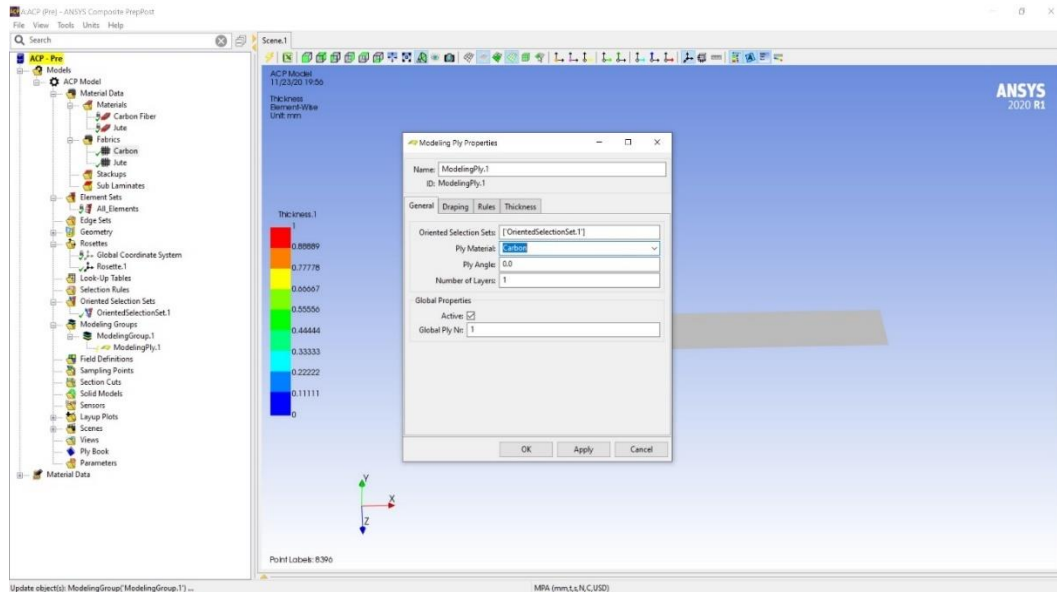 A:ACP (Pre) - ANSYS Composite PrepPost
File View Tools Units Help
Search
ACP - Pre
Models
ACP Model
Material Data
Materials
Carbon Fiber
Jute
Fabrics
Carbon
Jute
Stackups
Sub Laminates
Element Sets
All_Elements
Edge Sets
Geometry
Rosettes
Global Coordinate System
Rosette.1
Look-Up Tables
Selection Rules
Oriented Selection Sets
OrientedSelectionSet.1
Modeling Groups
ModelingGroup.1
ModelingPly.1
Field Definitions
Sampling Points
Section Cuts
Solid Models
Sensors
Layup Plots
Scenes
Views
Ply Book
Parameters
Material Data
Scene.1
ACP Model
11/23/20 19:56
Thickness
Element-Wise
Unit: mm
ANSYS
2020 R1
Thickness.1
1
0.88889
0.77778
0.66667
0.55556
0.44444
0.33333
0.22222
0.11111
0
Modeling Ply Properties
Name: ModelingPly.1
ID: ModelingPly.1
General Draping Rules Thickness
Oriented Selection Sets: ['OrientedSelectionSet.1']
Ply Material: Carbon
Ply Angle: 0.0
Number of Layers: 1
Global Properties
Active:
Global Ply Nr: 1
OK Apply Cancel
Y
X
Z
Point Labels: 8396
Update object(s): ModelingGroup('ModelingGroup.1') ...
MPA (mm,t,s,N,C,USD)